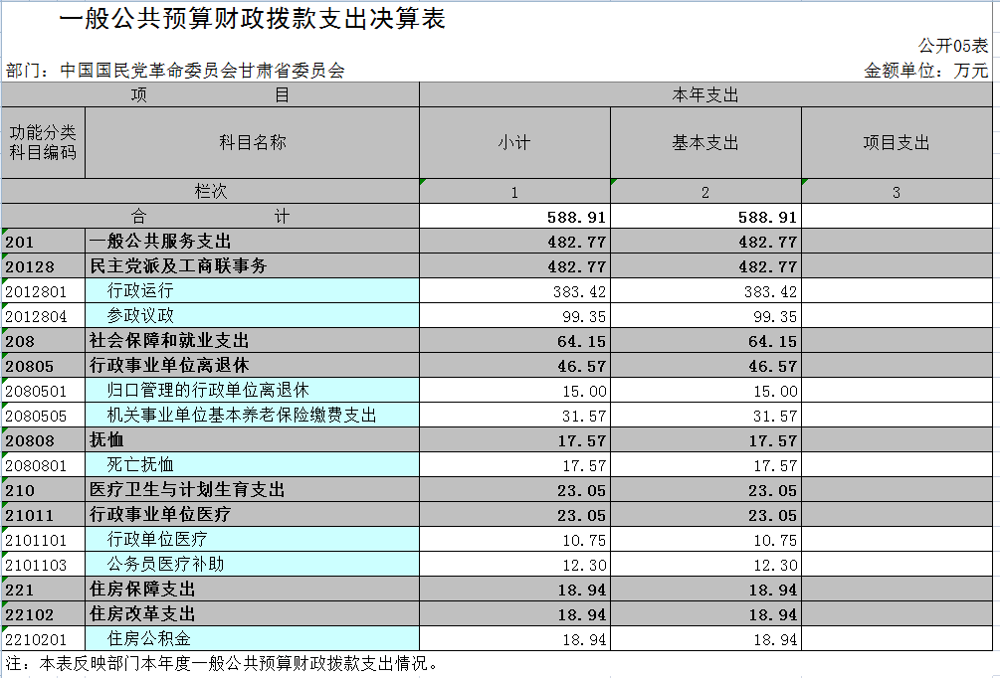 一般公共预算财政拨款支出决算表
公开05表
部门：中国国民党革命委员会甘肃省委员会 金额单位：万元
项 目 本年支出
功能分类科目编码 科目名称 小计 基本支出 项目支出
栏次 1 2 3
合 计 588.91 588.91
201 一般公共服务支出 482.77 482.77
20128 民主党派及工商联事务 482.77 482.77
2012801 行政运行 383.42 383.42
2012804 参政议政 99.35 99.35
208 社会保障和就业支出 64.15 64.15
20805 行政事业单位离退休 46.57 46.57
2080501 归口管理的行政单位离退休 15.00 15.00
2080505 机关事业单位基本养老保险缴费支出 31.57 31.57
20808 抚恤 17.57 17.57
2080801 死亡抚恤 17.57 17.57
210 医疗卫生与计划生育支出 23.05 23.05
21011 行政事业单位医疗 23.05 23.05
2101101 行政单位医疗 10.75 10.75
2101103 公务员医疗补助 12.30 12.30
221 住房保障支出 18.94 18.94
22102 住房改革支出 18.94 18.94
2210201 住房公积金 18.94 18.94
注：本表反映部门本年度一般公共预算财政拨款支出情况。